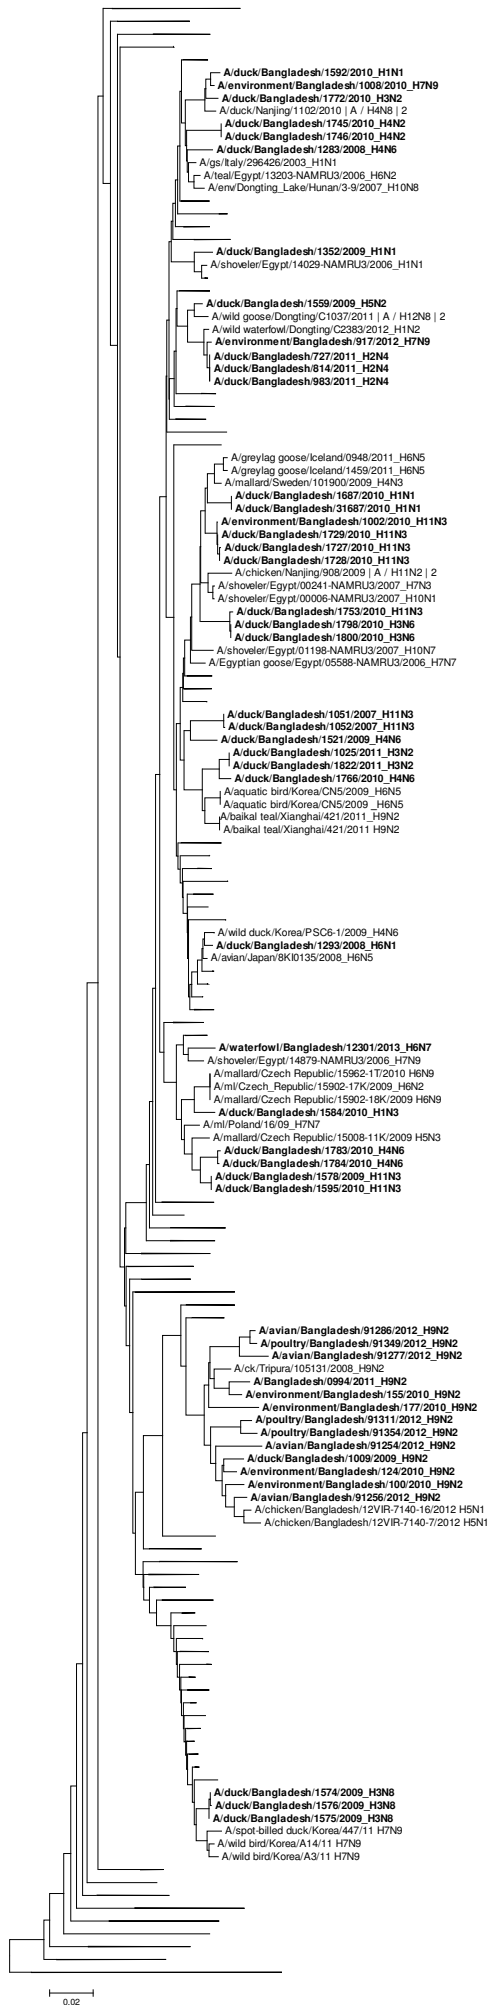 A/duck/Bangladesh/1592/2010_H1N1
A/environment/Bangladesh/1008/2010_H7N9
A/duck/Bangladesh/1772/2010_H3N2
A/duck/Nanjing/1102/2010 | A / H4N8 | 2
A/duck/Bangladesh/1745/2010_H4N2
A/duck/Bangladesh/1746/2010_H4N2
A/duck/Bangladesh/1283/2008_H4N6
A/gs/Italy/296426/2003_H1N1
A/teal/Egypt/13203-NAMRU3/2006_H6N2
A/env/Dongting_Lake/Hunan/3-9/2007_H10N8
A/duck/Bangladesh/1352/2009_H1N1
A/shoveler/Egypt/14029-NAMRU3/2006_H1N1
A/duck/Bangladesh/1559/2009_H5N2
A/wild goose/Dongting/C1037/2011 | A / H12N8 | 2
A/wild waterfowl/Dongting/C2383/2012_H1N2
A/environment/Bangladesh/917/2012_H7N9
A/duck/Bangladesh/727/2011_H2N4
A/duck/Bangladesh/814/2011_H2N4
A/duck/Bangladesh/983/2011_H2N4
A/greylag goose/Iceland/0948/2011_H6N5
A/greylag goose/Iceland/1459/2011_H6N5
A/mallard/Sweden/101900/2009_H4N3
A/duck/Bangladesh/1687/2010_H1N1
A/duck/Bangladesh/31687/2010_H1N1
A/environment/Bangladesh/1002/2010_H11N3
A/duck/Bangladesh/1729/2010_H11N3
A/duck/Bangladesh/1727/2010_H11N3
A/duck/Bangladesh/1728/2010_H11N3
A/chicken/Nanjing/908/2009 | A / H11N2 | 2
A/shoveler/Egypt/00241-NAMRU3/2007_H7N3
A/shoveler/Egypt/00006-NAMRU3/2007_H10N1
A/duck/Bangladesh/1753/2010_H11N3
A/duck/Bangladesh/1798/2010_H3N6
A/duck/Bangladesh/1800/2010_H3N6
A/shoveler/Egypt/01198-NAMRU3/2007_H10N7
A/Egyptian goose/Egypt/05588-NAMRU3/2006_H7N7
A/duck/Bangladesh/1051/2007_H11N3
A/duck/Bangladesh/1052/2007_H11N3
A/duck/Bangladesh/1521/2009_H4N6
A/duck/Bangladesh/1025/2011_H3N2
A/duck/Bangladesh/1822/2011_H3N2
A/duck/Bangladesh/1766/2010_H4N6
A/aquatic bird/Korea/CN5/2009_H6N5
A/aquatic bird/Korea/CN5/2009 _H6N5
A/baikal teal/Xianghai/421/2011_H9N2
A/baikal teal/Xianghai/421/2011 H9N2
A/wild duck/Korea/PSC6-1/2009_H4N6
A/duck/Bangladesh/1293/2008_H6N1
A/avian/Japan/8KI0135/2008_H6N5
A/waterfowl/Bangladesh/12301/2013_H6N7
A/shoveler/Egypt/14879-NAMRU3/2006_H7N9
A/mallard/Czech Republic/15962-1T/2010 H6N9
A/ml/Czech_Republic/15902-17K/2009_H6N2
A/mallard/Czech Republic/15902-18K/2009 H6N9
A/duck/Bangladesh/1584/2010_H1N3
A/ml/Poland/16/09_H7N7
A/mallard/Czech Republic/15008-11K/2009 H5N3
A/duck/Bangladesh/1783/2010_H4N6
A/duck/Bangladesh/1784/2010_H4N6
A/duck/Bangladesh/1578/2009_H11N3
A/duck/Bangladesh/1595/2010_H11N3
A/avian/Bangladesh/91286/2012_H9N2
A/poultry/Bangladesh/91349/2012_H9N2
A/avian/Bangladesh/91277/2012_H9N2
A/ck/Tripura/105131/2008_H9N2
A/Bangladesh/0994/2011_H9N2
A/environment/Bangladesh/155/2010_H9N2
A/environment/Bangladesh/177/2010_H9N2
A/poultry/Bangladesh/91311/2012_H9N2
A/poultry/Bangladesh/91354/2012_H9N2
A/avian/Bangladesh/91254/2012_H9N2
A/duck/Bangladesh/1009/2009_H9N2
A/environment/Bangladesh/124/2010_H9N2
A/environment/Bangladesh/100/2010_H9N2
A/avian/Bangladesh/91256/2012_H9N2
A/chicken/Bangladesh/12VIR-7140-16/2012 H5N1
A/chicken/Bangladesh/12VIR-7140-7/2012 H5N1
A/duck/Bangladesh/1574/2009_H3N8
A/duck/Bangladesh/1576/2009_H3N8
A/duck/Bangladesh/1575/2009_H3N8
A/spot-billed duck/Korea/447/11 H7N9
A/wild bird/Korea/A14/11 H7N9
A/wild bird/Korea/A3/11 H7N9
0.02